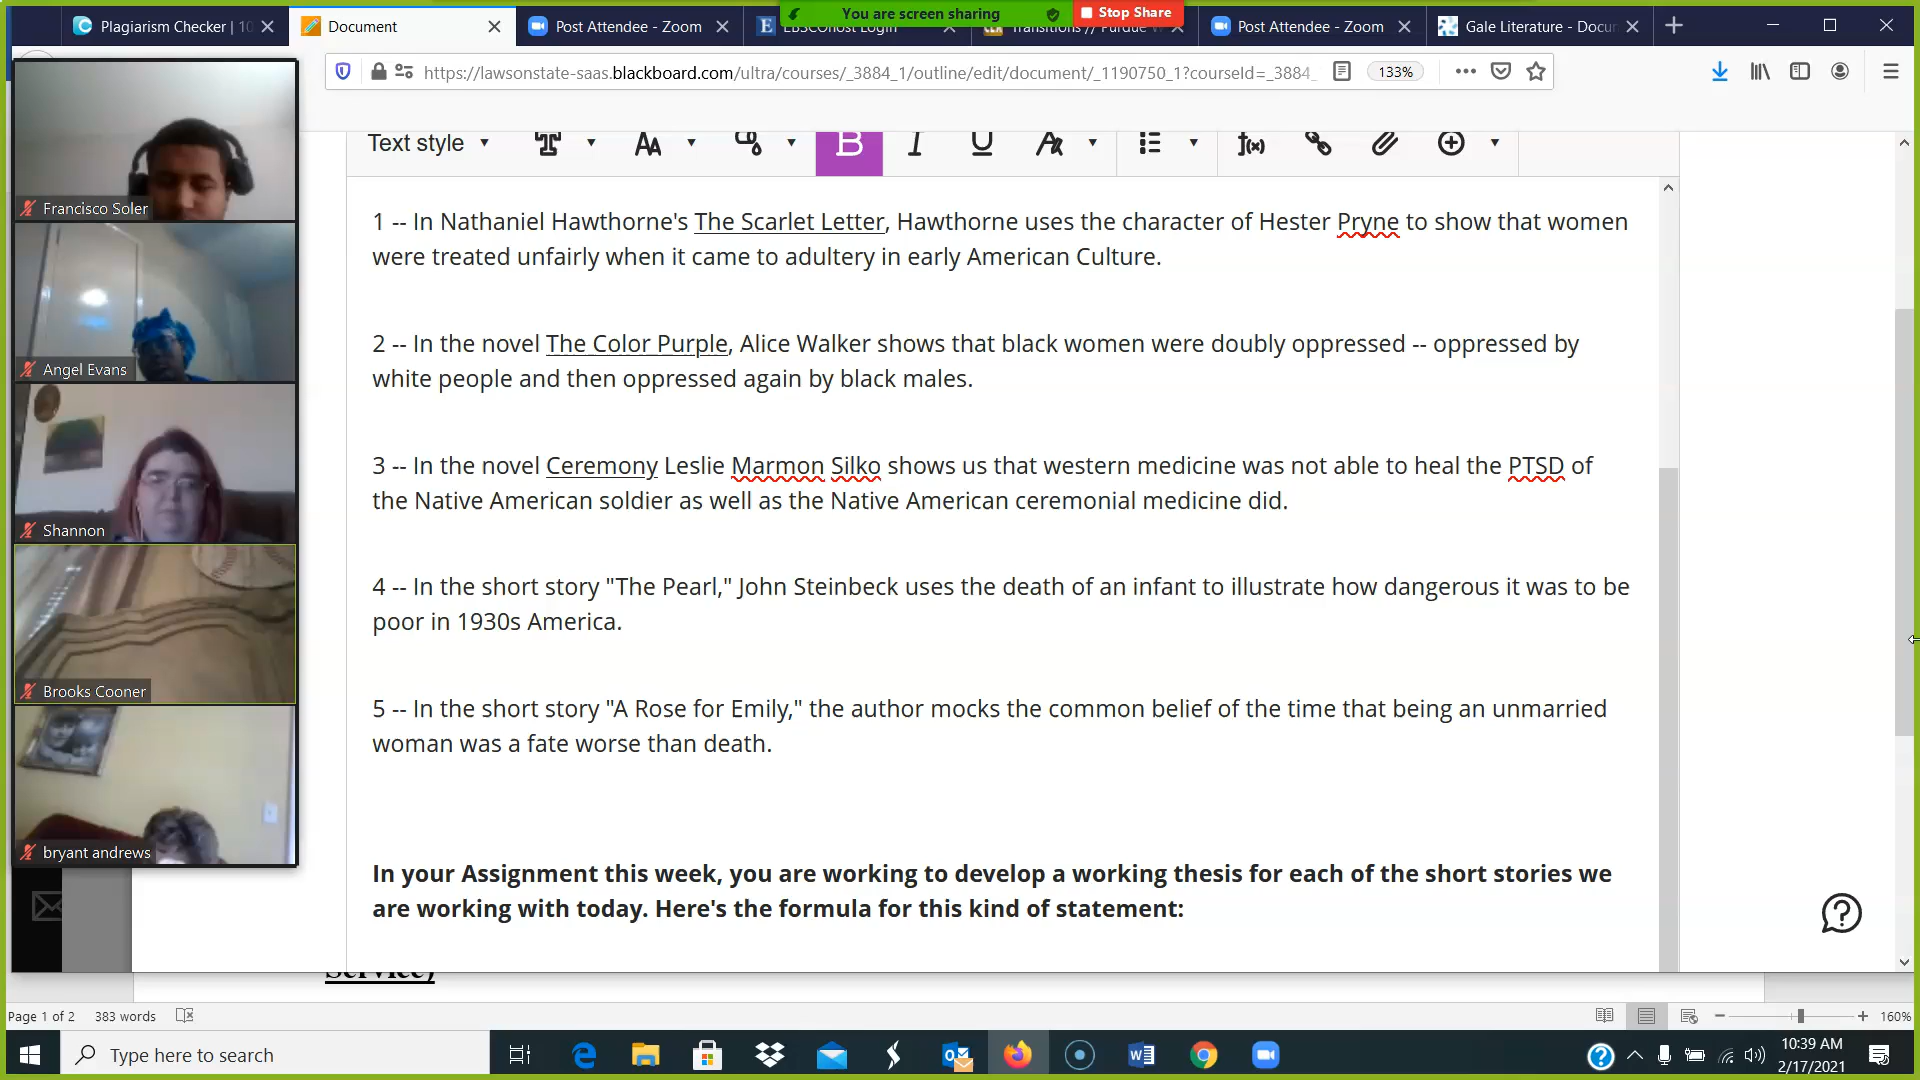 Plagiarism Checker | 10
Document
Post Attendee - Zoom
You are screen sharing
Stop Share
EBSCOhost Login
Transitions // Purdue W
Post Attendee - Zoom
Gale Literature - Docu
https://lawsonstate-saas.blackboard.com/ultra/courses/_3884_1/outline/edit/document/_1190750_1?courseId=_3884_
133%
Text style
1 -- In Nathaniel Hawthorne's The Scarlet Letter, Hawthorne uses the character of Hester Pryne to show that women
were treated unfairly when it came to adultery in early American Culture.
2 -- In the novel The Color Purple, Alice Walker shows that black women were doubly oppressed -- oppressed by
white people and then oppressed again by black males.
3 -- In the novel Ceremony Leslie Marmon Silko shows us that western medicine was not able to heal the PTSD of
the Native American soldier as well as the Native American ceremonial medicine did.
4 -- In the short story "The Pearl," John Steinbeck uses the death of an infant to illustrate how dangerous it was to be
poor in 1930s America.
5 -- In the short story "A Rose for Emily," the author mocks the common belief of the time that being an unmarried
woman was a fate worse than death.
In your Assignment this week, you are working to develop a working thesis for each of the short stories we
are working with today. Here's the formula for this kind of statement:
Francisco Soler
Angel Evans
Shannon
Brooks Cooner
bryant andrews
Service)
Page 1 of 2
383 words
160%
Type here to search
10:39 AM
2/17/2021